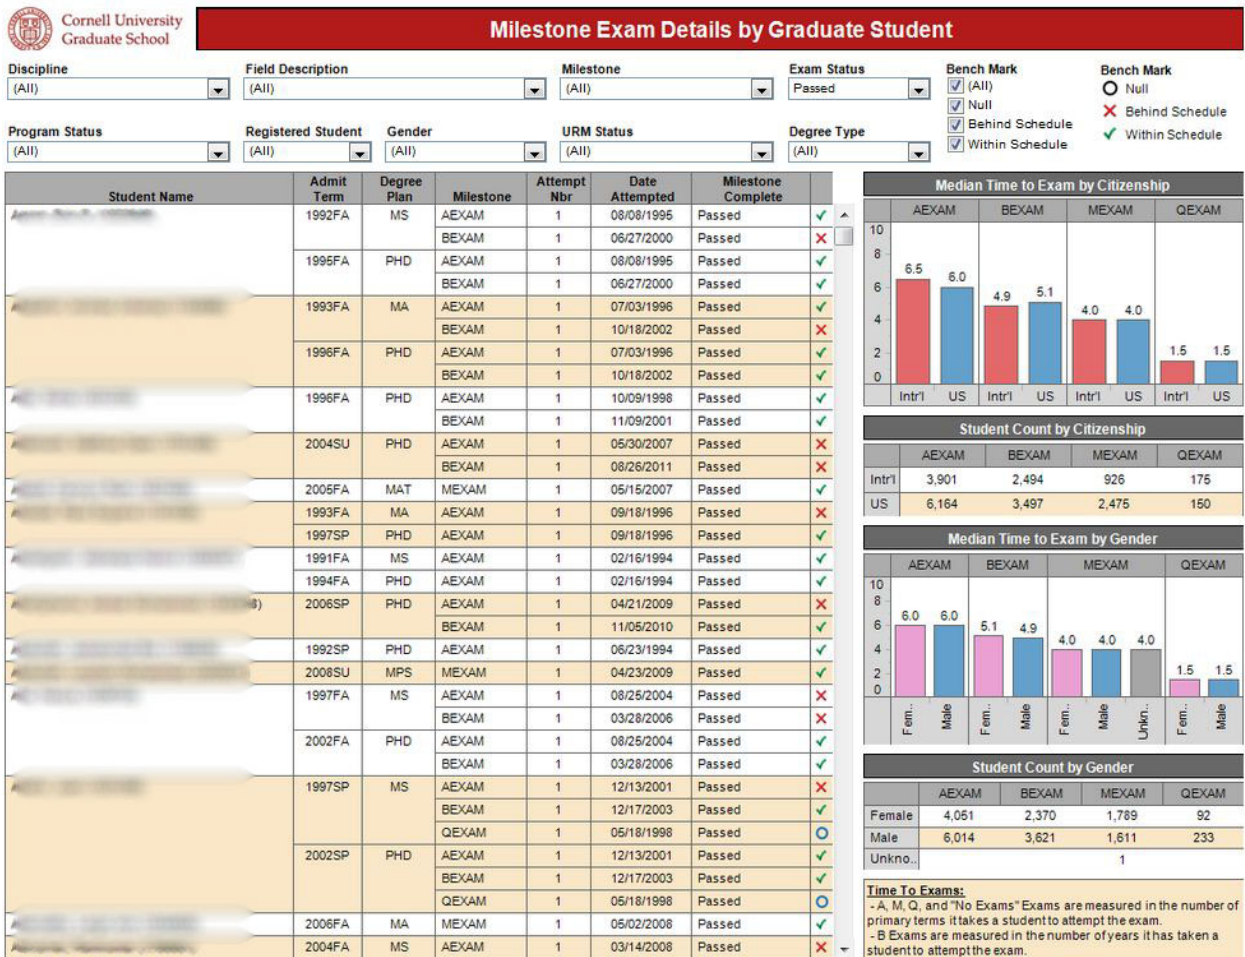 Cornell University
Graduate School
Milestone Exam Details by Graduate Student
Discipline Field Description Milestone Exam Status Bench Mark Bench Mark
(All) (All) (All) Passed (All) Null
Null Behind Schedule
Behind Schedule Within Schedule
Within Schedule
Program Status Registered Student Gender URM Status Degree Type
(All) (All) (All) (All) (All)
Student Name Admit Term Degree Plan Milestone Attempt Nbr Date Attempted Milestone Complete
1992FA MS AEXAM 1 08/08/1995 Passed
BEXAM 1 06/27/2000 Passed
1995FA PHD AEXAM 1 08/08/1995 Passed
BEXAM 1 06/27/2000 Passed
1993FA MA AEXAM 1 07/03/1996 Passed
BEXAM 1 10/18/2002 Passed
1996FA PHD AEXAM 1 07/03/1996 Passed
BEXAM 1 10/18/2002 Passed
1996FA PHD AEXAM 1 10/09/1998 Passed
BEXAM 1 11/09/2001 Passed
2004SU PHD AEXAM 1 05/30/2007 Passed
BEXAM 1 08/26/2011 Passed
2005FA MAT MEXAM 1 05/15/2007 Passed
1993FA MA AEXAM 1 09/18/1996 Passed
1997SP PHD AEXAM 1 09/18/1996 Passed
1991FA MS AEXAM 1 02/16/1994 Passed
1994FA PHD AEXAM 1 02/16/1994 Passed
2006SP PHD AEXAM 1 04/21/2009 Passed
BEXAM 1 11/05/2010 Passed
1992SP PHD AEXAM 1 06/23/1994 Passed
2008SU MPS MEXAM 1 04/23/2009 Passed
1997FA MS AEXAM 1 08/25/2004 Passed
BEXAM 1 03/28/2006 Passed
2002FA PHD AEXAM 1 08/25/2004 Passed
BEXAM 1 03/28/2006 Passed
1997SP MS AEXAM 1 12/13/2001 Passed
BEXAM 1 12/17/2003 Passed
QEXAM 1 05/18/1998 Passed
2002SP PHD AEXAM 1 12/13/2001 Passed
BEXAM 1 12/17/2003 Passed
QEXAM 1 05/18/1998 Passed
2006FA MA MEXAM 1 05/02/2008 Passed
2004FA MS AEXAM 1 03/14/2008 Passed
Median Time to Exam by Citizenship
AEXAM BEXAM MEXAM QEXAM
10
8
6
4
2
0
6.5 6.0 4.9 5.1 4.0 4.0 1.5 1.5
Intr'l US Intr'l US Intr'l US Intr'l US
Student Count by Citizenship
AEXAM BEXAM MEXAM QEXAM
Intr'l 3,901 2,494 926 175
US 6,164 3,497 2,475 150
Median Time to Exam by Gender
AEXAM BEXAM MEXAM QEXAM
10
8
6
4
2
0
6.0 6.0 5.1 4.9 4.0 4.0 4.0 1.5 1.5
Fem.. Male Fem.. Male Fem.. Male Unkn.. Fem.. Male
Student Count by Gender
AEXAM BEXAM MEXAM QEXAM
Female 4,051 2,370 1,789 92
Male 6,014 3,621 1,611 233
Unkno.. 1
Time To Exams:
- A, M, Q, and "No Exams" Exams are measured in the number of
primary terms it takes a student to attempt the exam.
- B Exams are measured in the number of years it has taken a
student to attempt the exam.